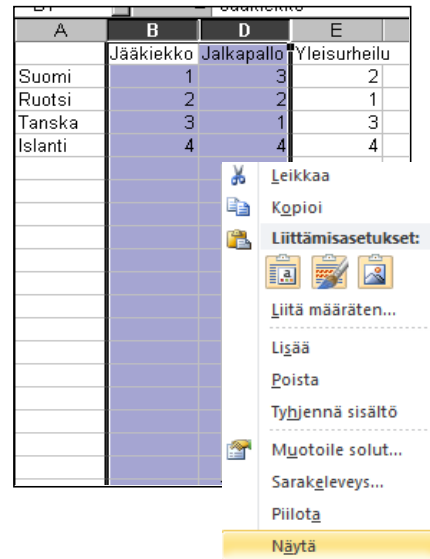 A B D E
Jääkiekko Jalkapallo Yleisurheilu
Suomi 1 3 2
Ruotsi 2 2 1
Tanska 3 1 3
Islanti 4 4 4
Leikkaa
Kopioi
Liittämisasetukset:
Liitä määräten...
Lisää
Poista
Tyhjennä sisältö
Muotoile solut...
Sarakeleveys...
Piilota
Näytä